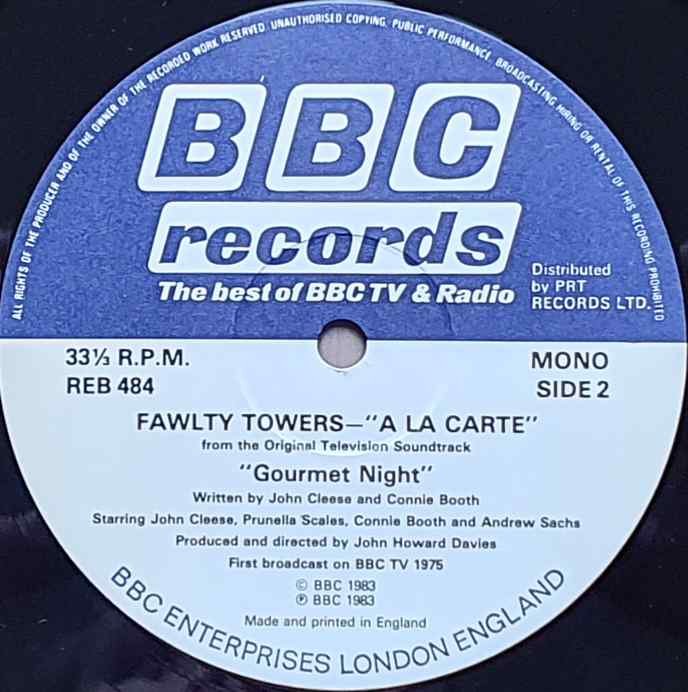 ALL RIGHTS OF THE PRODUCER AND OF THE OWNER OF THE RECORDED WORK RESERVED. UNAUTHORISED COPYING, PUBLIC PERFORMANCE, BROADCASTING HIRING OR RENTAL OF THIS RECORDING PROHIBITED
BBC
records
The best of BBC TV & Radio
Distributed
by PRT
RECORDS LTD.
33⅓ R.P.M.
REB 484
MONO
SIDE 2
FAWLTY TOWERS—"A LA CARTE"
from the Original Television Soundtrack
"Gourmet Night"
Written by John Cleese and Connie Booth
Starring John Cleese, Prunella Scales, Connie Booth and Andrew Sachs
Produced and directed by John Howard Davies
First broadcast on BBC TV 1975
© BBC 1983
℗ BBC 1983
Made and printed in England
BBC ENTERPRISES LONDON ENGLAND